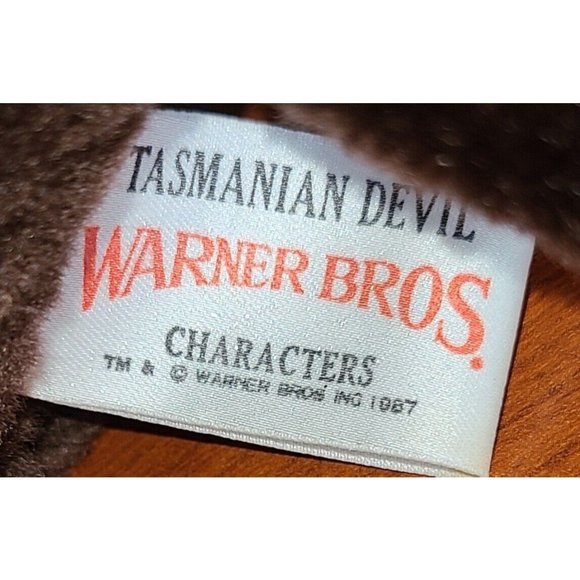 TASMANIAN DEVIL
WARNER BROS.
CHARACTERS
TM & © WARNER BROS INC 1987